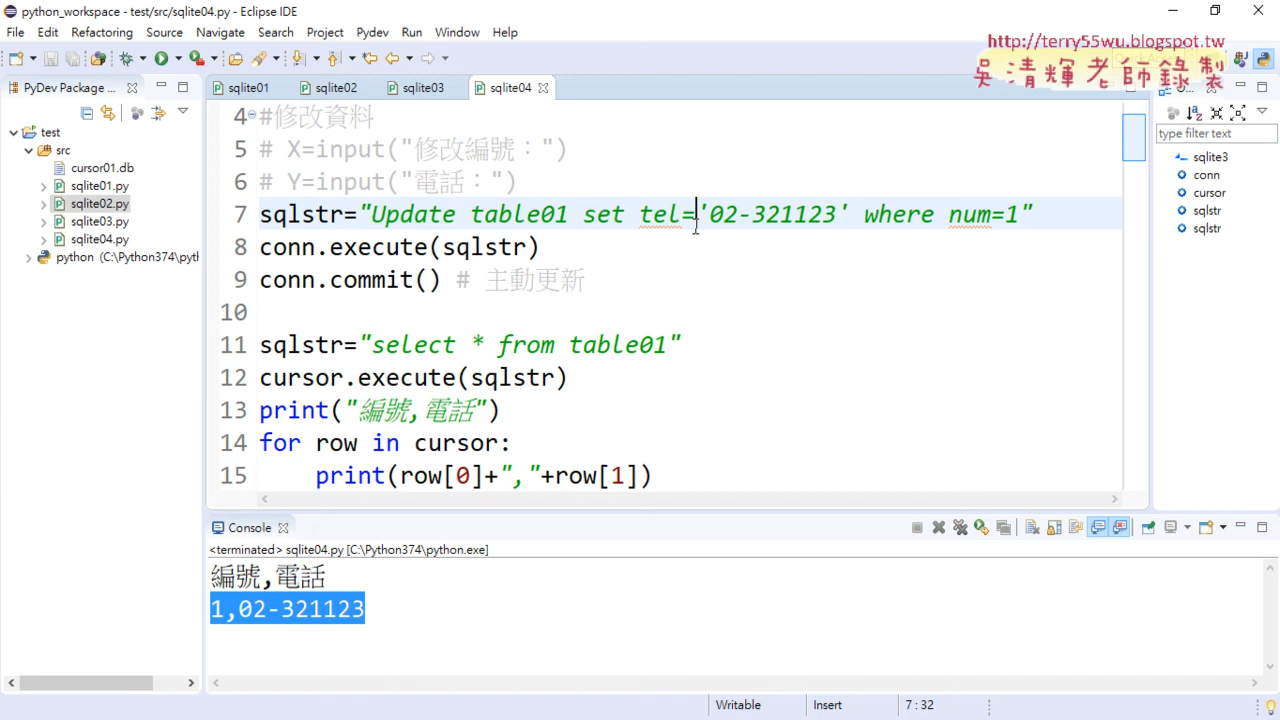 python_workspace - test/src/sqlite04.py - Eclipse IDE
File Edit Refactoring Source Navigate Search Project Pydev Run Window Help
http://terry55wu.blogspot.tw
吳清輝老師錄製
PyDev Package ...
sqlite01 sqlite02 sqlite03 sqlite04
test
src
cursor01.db
sqlite01.py
sqlite02.py
sqlite03.py
sqlite04.py
python (C:\Python374\pyth
4 #修改資料
5 # X=input("修改編號：")
6 # Y=input("電話：")
7 sqlstr="Update table01 set tel='02-321123' where num=1"
8 conn.execute(sqlstr)
9 conn.commit() # 主動更新
10
11 sqlstr="select * from table01"
12 cursor.execute(sqlstr)
13 print("編號,電話")
14 for row in cursor:
15 print(row[0]+","+row[1])
type filter text
sqlite3
conn
cursor
sqlstr
sqlstr
Console
<terminated> sqlite04.py [C:\Python374\python.exe]
編號,電話
1,02-321123
Writable Insert 7 : 32